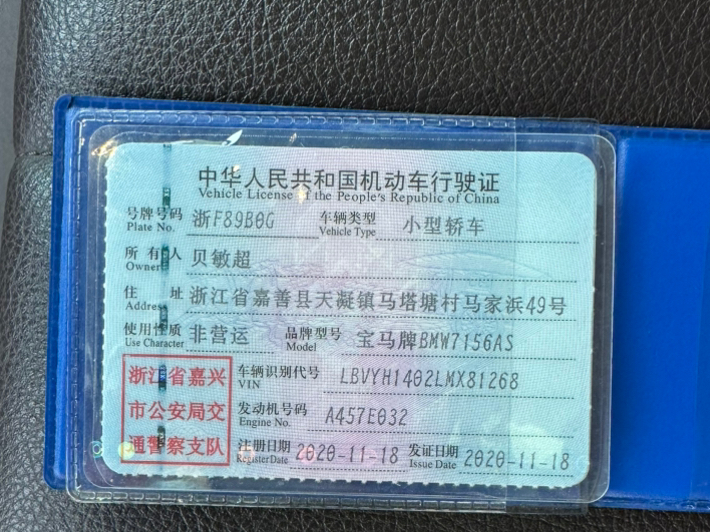 中华人民共和国机动车行驶证
Vehicle License of the People's Republic of China
号牌号码 浙F89B0G 车辆类型 小型轿车
Plate No. Vehicle Type
所有人 贝敏超
Owner
住址 浙江省嘉善县天凝镇马塔塘村马家浜49号
Address
使用性质 非营运 品牌型号 宝马牌BMW7156AS
Use Character Model
浙江省嘉兴
市公安局交
通警察支队
车辆识别代号 LBVYH1402LMX81268
VIN
发动机号码 A457E032
Engine No.
注册日期 2020-11-18 发证日期 2020-11-18
Register Date Issue Date